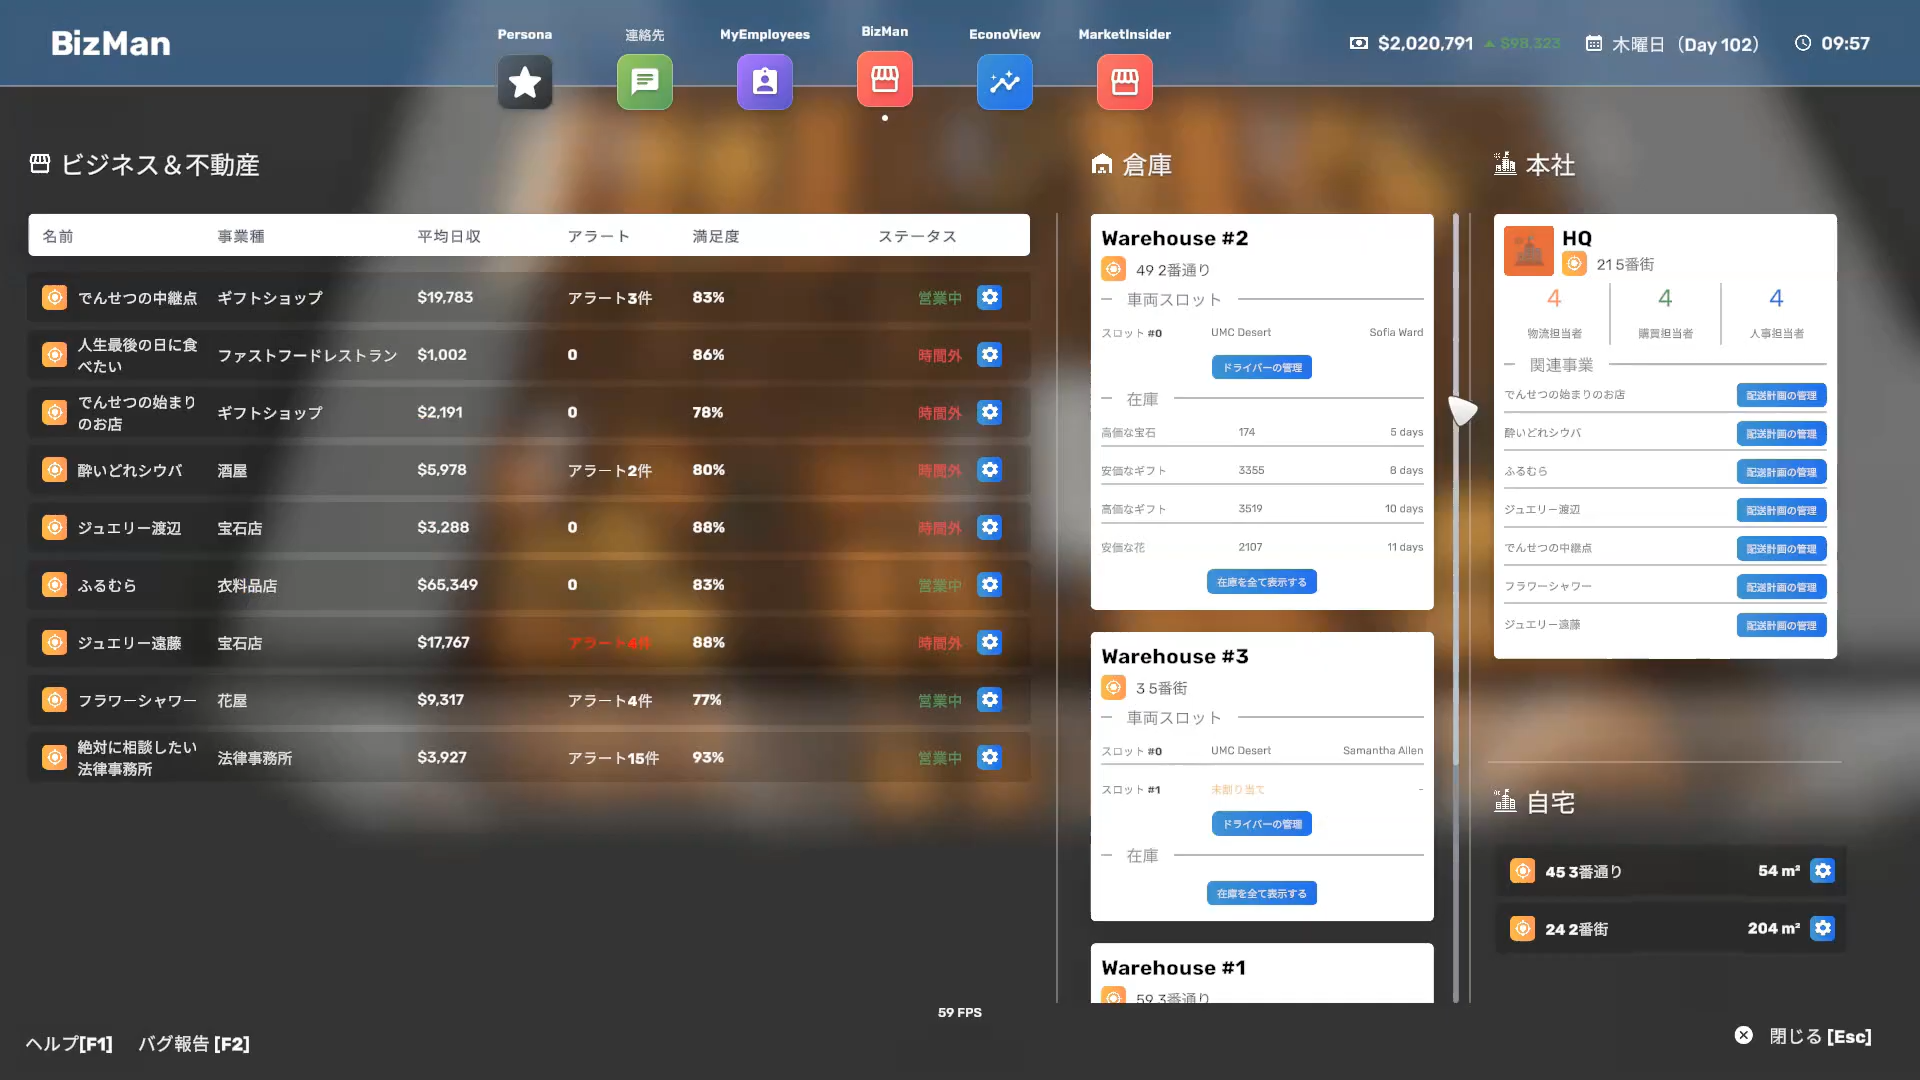 BizMan
Persona
連絡先
MyEmployees
BizMan
EconoView
MarketInsider
$2,020,791
$98,323
木曜日（Day 102）
09:57
ビジネス＆不動産
名前 事業種 平均日収 アラート 満足度 ステータス
でんせつの中継点 ギフトショップ $19,783 アラート3件 83% 営業中
人生最後の日に食べたい ファストフードレストラン $1,002 0 86% 時間外
でんせつの始まりのお店 ギフトショップ $2,191 0 78% 時間外
酔いどれシウバ 酒屋 $5,978 アラート2件 80% 時間外
ジュエリー渡辺 宝石店 $3,288 0 88% 時間外
ふるむら 衣料品店 $65,349 0 83% 営業中
ジュエリー遠藤 宝石店 $17,767 アラート4件 88% 時間外
フラワーシャワー 花屋 $9,317 アラート4件 77% 営業中
絶対に相談したい法律事務所 法律事務所 $3,927 アラート15件 93% 営業中
倉庫
Warehouse #2
49 2番通り
車両スロット
スロット #0 UMC Desert Sofia Ward
ドライバーの管理
在庫
高価な宝石 174 5 days
安価なギフト 3355 8 days
高価なギフト 3519 10 days
安価な花 2107 11 days
在庫を全て表示する
Warehouse #3
3 5番街
車両スロット
スロット #0 UMC Desert Samantha Allen
スロット #1 未割り当て -
ドライバーの管理
在庫
在庫を全て表示する
Warehouse #1
59 3番通り
本社
HQ
21 5番街
4 4 4
物流担当者 購買担当者 人事担当者
関連事業
でんせつの始まりのお店 配送計画の管理
酔いどれシウバ 配送計画の管理
ふるむら 配送計画の管理
ジュエリー渡辺 配送計画の管理
でんせつの中継点 配送計画の管理
フラワーシャワー 配送計画の管理
ジュエリー遠藤 配送計画の管理
自宅
45 3番通り 54 m²
24 2番街 204 m²
59 FPS
ヘルプ[F1] バグ報告 [F2]
閉じる [Esc]